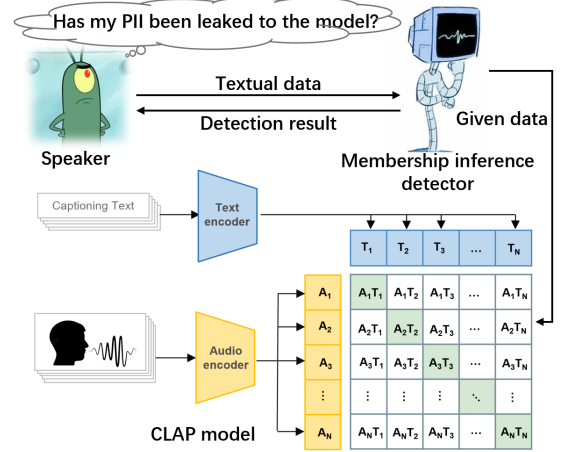 Has my PII been leaked to the model?
Textual data
Detection result
Given data
Speaker
Membership inference
detector
Captioning Text
Text
encoder
T1 T2 T3 ... TN
A1 A1T1 A1T2 A1T3 ... A1TN
A2 A2T1 A2T2 A2T3 ... A2TN
Audio
encoder
A3 A3T1 A3T2 A3T3 ... A3TN
⋮ ⋮ ⋮ ⋮ ⋱ ⋮
AN ANT1 ANT2 ANT3 ... ANTN
CLAP model